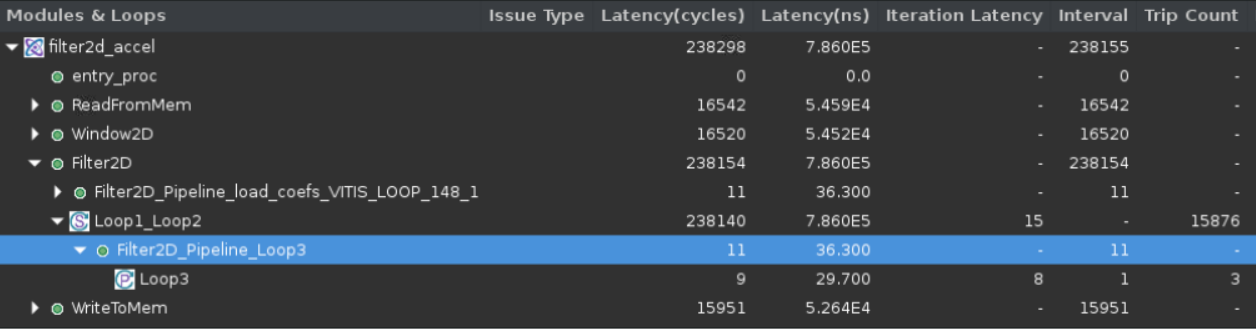 Modules & Loops Issue Type Latency(cycles) Latency(ns) Iteration Latency Interval Trip Count
filter2d_accel 238298 7.860E5 - 238155 -
entry_proc 0 0.0 - 0 -
ReadFromMem 16542 5.459E4 - 16542 -
Window2D 16520 5.452E4 - 16520 -
Filter2D 238154 7.860E5 - 238154 -
Filter2D_Pipeline_load_coefs_VITIS_LOOP_148_1 11 36.300 - 11 -
Loop1_Loop2 238140 7.860E5 15 - 15876
Filter2D_Pipeline_Loop3 11 36.300 - 11 -
Loop3 9 29.700 8 1 3
WriteToMem 15951 5.264E4 - 15951 -